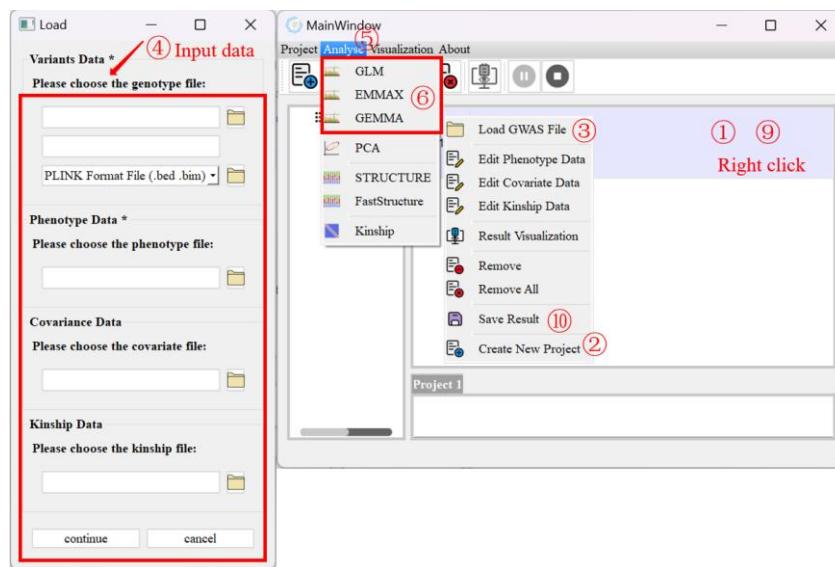 Load
④ Input data
Variants Data *
Please choose the genotype file:
PLINK Format File (.bed .bim)
Phenotype Data *
Please choose the phenotype file:
Covariance Data
Please choose the covariate file:
Kinship Data
Please choose the kinship file:
continue cancel
MainWindow
⑤
Project Analyse Visualization About
GLM
EMMAX ⑥
GEMMA
PCA
STRUCTURE
FastStructure
Kinship
Load GWAS File ③
Edit Phenotype Data
Edit Covariate Data
Edit Kinship Data
Result Visualization
Remove
Remove All
Save Result ⑩
Create New Project ②
① ⑨
Right click
Project 1